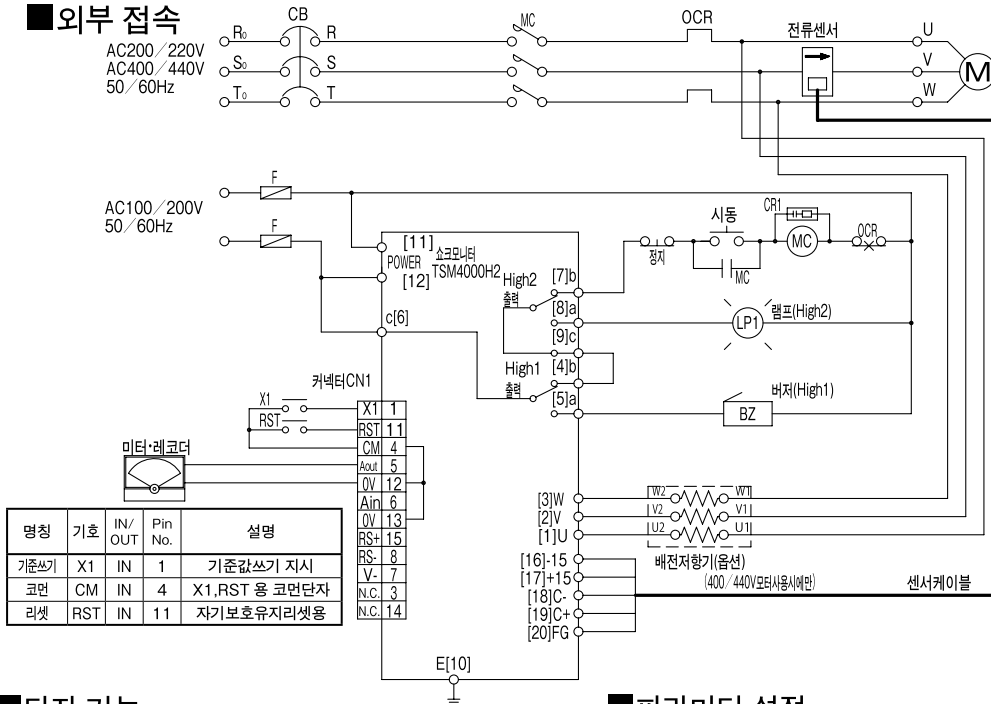 ■외부 접속
AC200/220V
AC400/440V
50/60Hz
R₀
S₀
T₀
CB
R
S
T
MC
OCR
전류센서
U
V
W
M
AC100/200V
50/60Hz
F
F
[11]
POWER
[12]
쇼크모니터
TSM4000H2
c[6]
High2
출력
[7]b
[8]a
[9]c
High1
출력
[4]b
[5]a
정지
시동
MC
CR1
MC
OCR
LP1
램프(High2)
BZ
버저(High1)
커넥터CN1
X1
RST
미터·레코더
X1 1
RST 11
CM 4
Aout 5
0V 12
Ain 6
0V 13
RS+ 15
RS- 8
V- 7
N.C. 3
N.C. 14
[3]W
[2]V
[1]U
W2 W1
V2 V1
U2 U1
배전저항기(옵션)
(400/440V모터사용시에만)
[16]-15
[17]+15
[18]C-
[19]C+
[20]FG
센서케이블
E[10]
명칭 기호 IN/OUT Pin No. 설명
기준쓰기 X1 IN 1 기준값쓰기 지시
코먼 CM IN 4 X1,RST 용 코먼단자
리셋 RST IN 11 자기보호유지리셋용